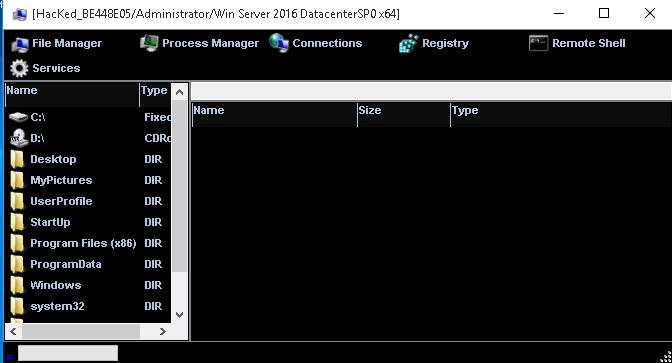 [HacKed_BE448E05/Administrator/Win Server 2016 DatacenterSP0 x64]
File Manager Process Manager Connections Registry Remote Shell
Services
Name Type
Name Size Type
C:\ Fixec
D:\ CDRo
Desktop DIR
MyPictures DIR
UserProfile DIR
StartUp DIR
Program Files (x86) DIR
ProgramData DIR
Windows DIR
system32 DIR